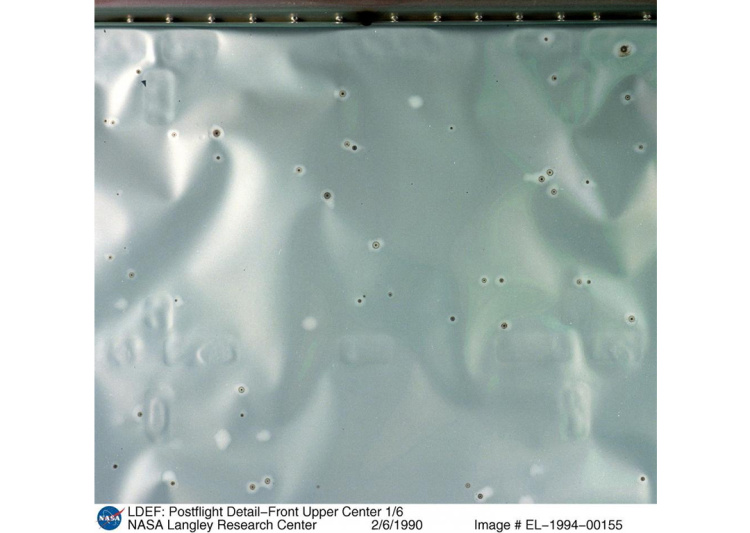 NASA
LDEF: Postflight Detail–Front Upper Center 1/6
NASA Langley Research Center 2/6/1990 Image # EL–1994–00155